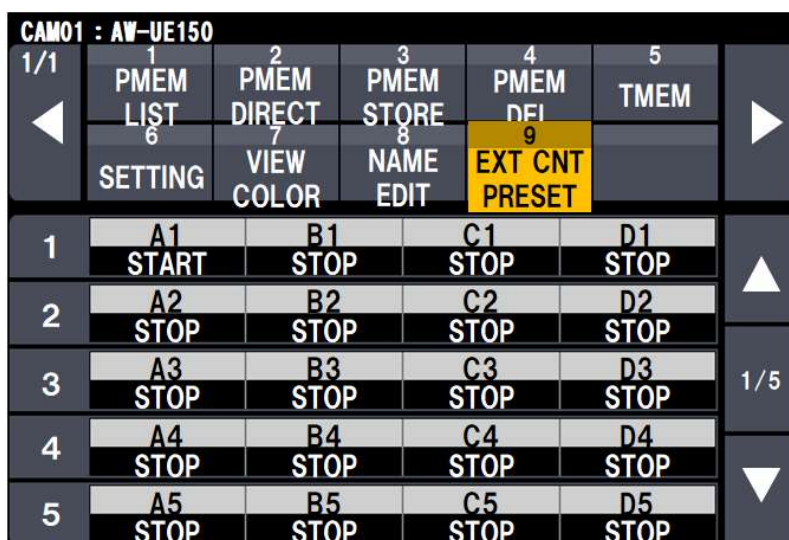 CAM01 : AW-UE150
1/1
1 2 3 4 5
PMEM LIST PMEM DIRECT PMEM STORE PMEM DEL TMEM
6 7 8 9
SETTING VIEW COLOR NAME EDIT EXT CNT PRESET
1 A1 B1 C1 D1
START STOP STOP STOP
2 A2 B2 C2 D2
STOP STOP STOP STOP
3 A3 B3 C3 D3
STOP STOP STOP STOP
1/5
4 A4 B4 C4 D4
STOP STOP STOP STOP
5 A5 B5 C5 D5
STOP STOP STOP STOP